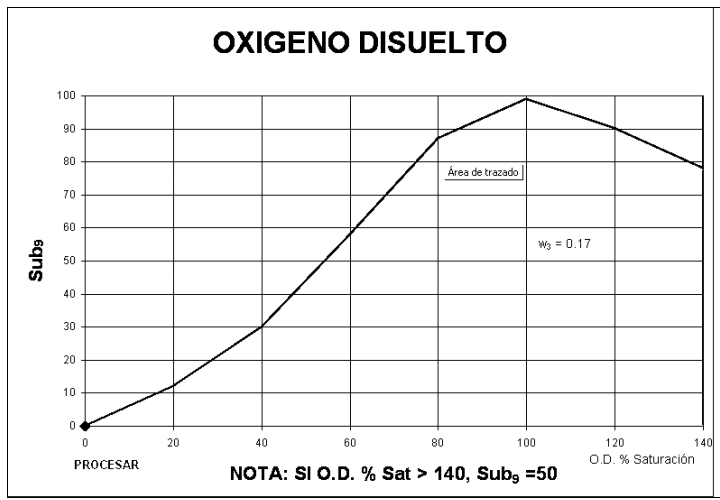 OXIGENO DISUELTO
100
90
80
70
60
50
40
30
20
10
0
Sub₉
Área de trazado
w₃ = 0.17
0 20 40 60 80 100 120 140
PROCESAR
O.D. % Saturación
NOTA: SI O.D. % Sat > 140, Sub₉ =50